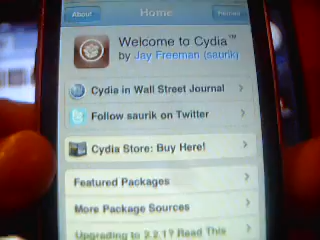 About Home Reload
Welcome to Cydia™
by Jay Freeman (saurik)
Cydia in Wall Street Journal
Follow saurik on Twitter
Cydia Store: Buy Here!
Featured Packages
More Package Sources
Upgrading to 2.2.1? Read This